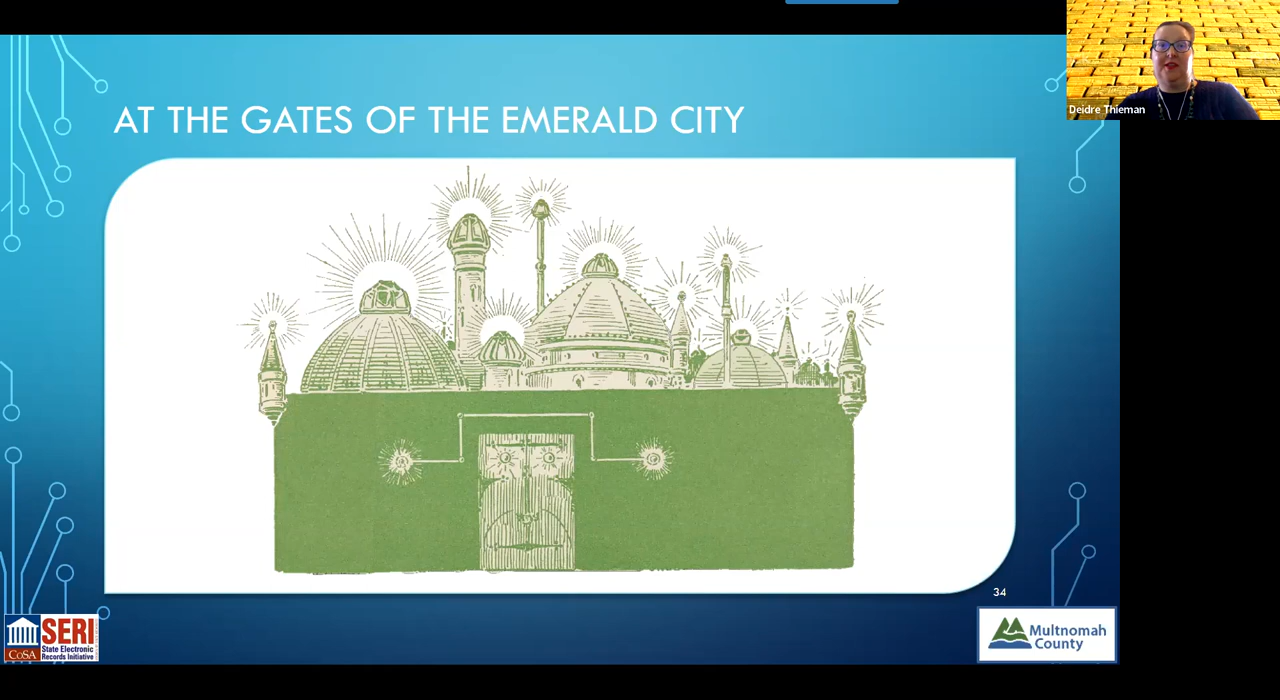 Deidre Thieman
AT THE GATES OF THE EMERALD CITY
34
SERI
CoSA
State Electronic
Records Initiative
Multnomah
County